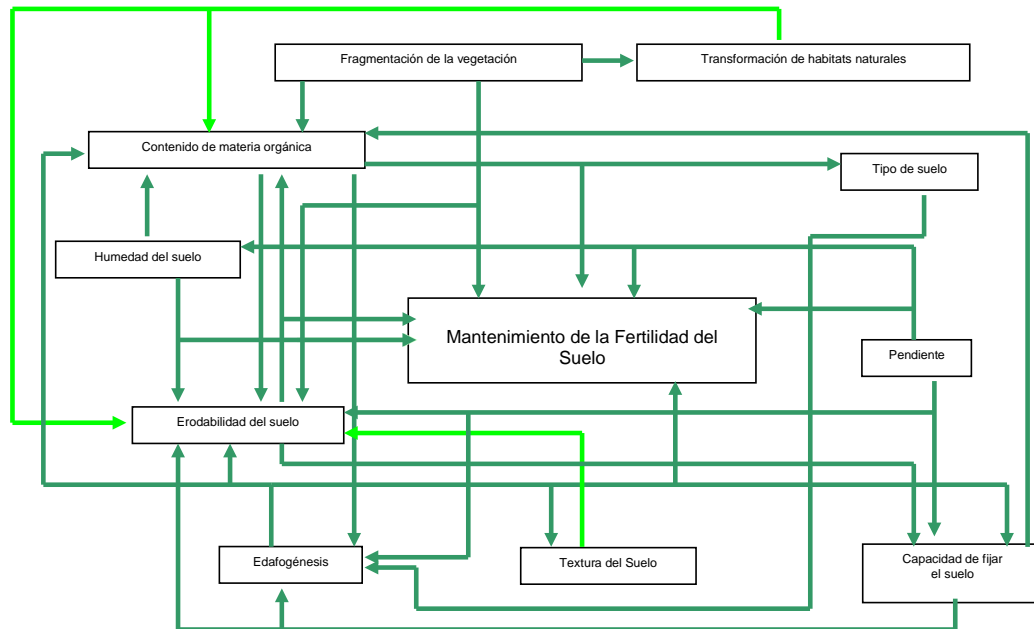 Fragmentación de la vegetación
Transformación de habitats naturales
Contenido de materia orgánica
Tipo de suelo
Humedad del suelo
Mantenimiento de la Fertilidad del
Suelo
Pendiente
Erodabilidad del suelo
Edafogénesis
Textura del Suelo
Capacidad de fijar
el suelo